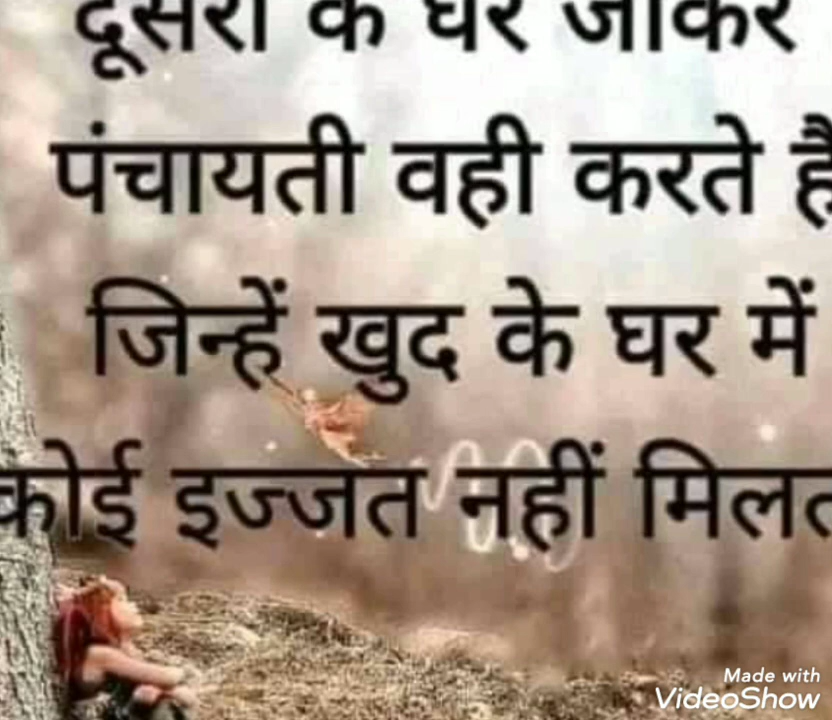 दूसरों के घर जाकर
पंचायती वही करते है
जिन्हें खुद के घर में
कोई इज्जत नहीं मिलत
Made with
VideoShow